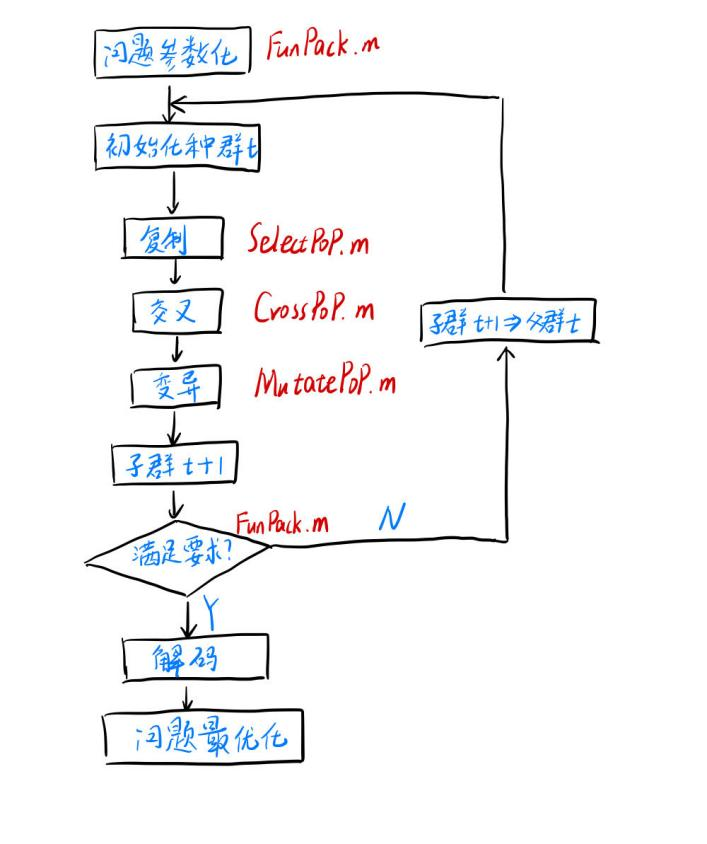 问题参数化 FunPack.m
初始化种群t
复制 SelectPoP.m
交叉 CrossPoP.m
子群t+1⇒父群t
变异 MutatePoP.m
子群t+1
FunPack.m N
满足要求?
Y
解码
问题最优化